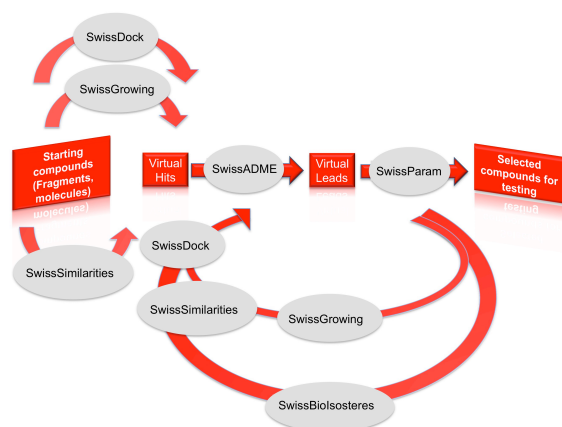 SwissDock
SwissGrowing
Starting
compounds
(Fragments,
molecules)
Virtual
Hits
SwissADME
Virtual
Leads
SwissParam
Selected
compounds for
testing
SwissSimilarities
SwissDock
SwissSimilarities
SwissGrowing
SwissBioIsosteres